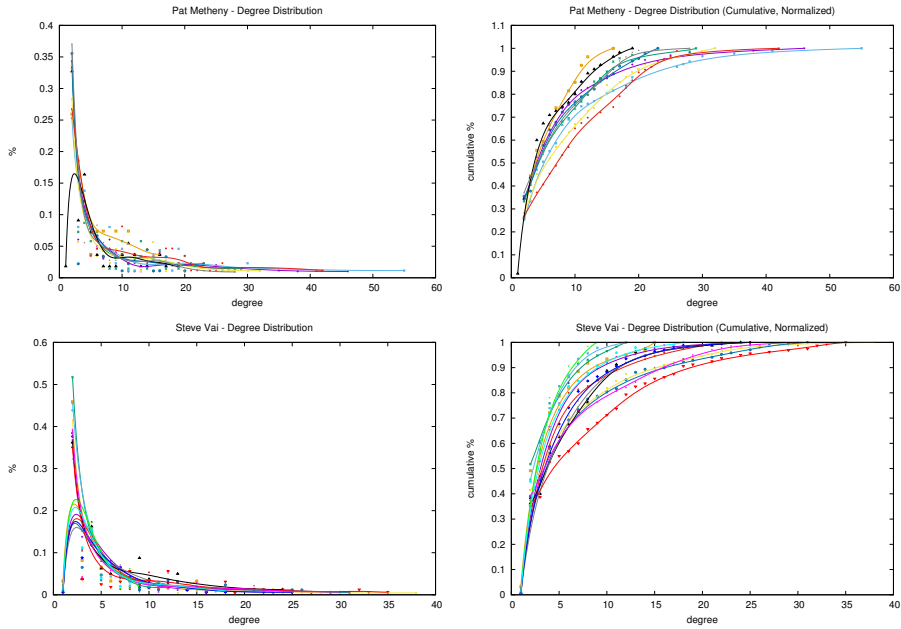 Pat Metheny - Degree Distribution
0.4
0.35
0.3
0.25
0.2
0.15
0.1
0.05
0
%
0 10 20 30 40 50 60
degree
Pat Metheny - Degree Distribution (Cumulative, Normalized)
1.1
1
0.9
0.8
0.7
0.6
0.5
0.4
0.3
0.2
0.1
0
cumulative %
0 10 20 30 40 50 60
degree
Steve Vai - Degree Distribution
0.6
0.5
0.4
0.3
0.2
0.1
0
%
0 5 10 15 20 25 30 35 40
degree
Steve Vai - Degree Distribution (Cumulative, Normalized)
1
0.9
0.8
0.7
0.6
0.5
0.4
0.3
0.2
0.1
0
cumulative %
0 5 10 15 20 25 30 35 40
degree